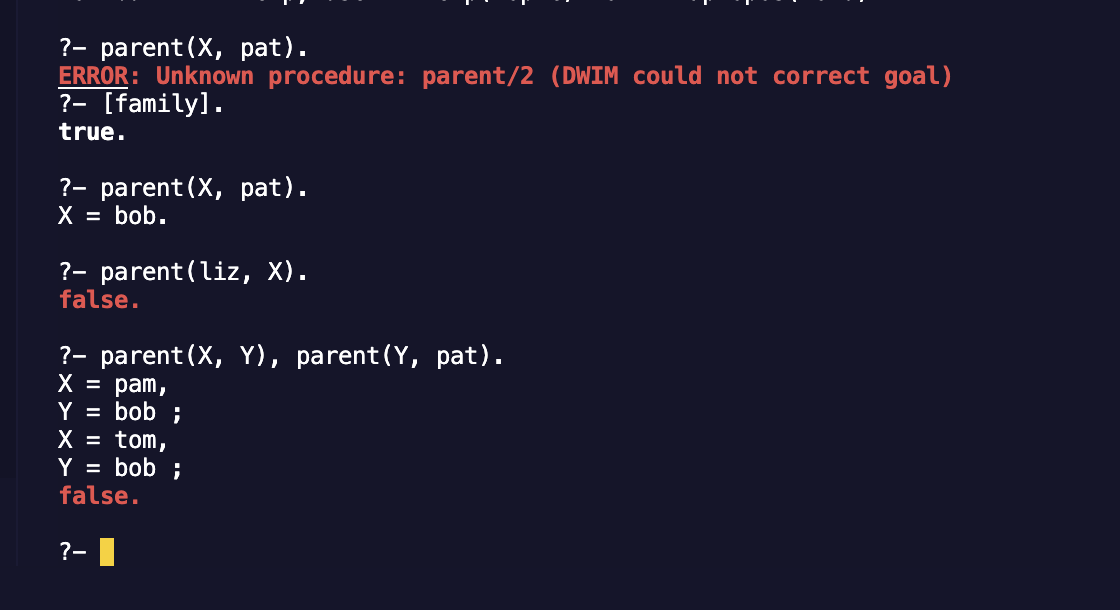 ?- parent(X, pat).
ERROR: Unknown procedure: parent/2 (DWIM could not correct goal)
?- [family].
true.
?- parent(X, pat).
X = bob.
?- parent(liz, X).
false.
?- parent(X, Y), parent(Y, pat).
X = pam,
Y = bob ;
X = tom,
Y = bob ;
false.
?-